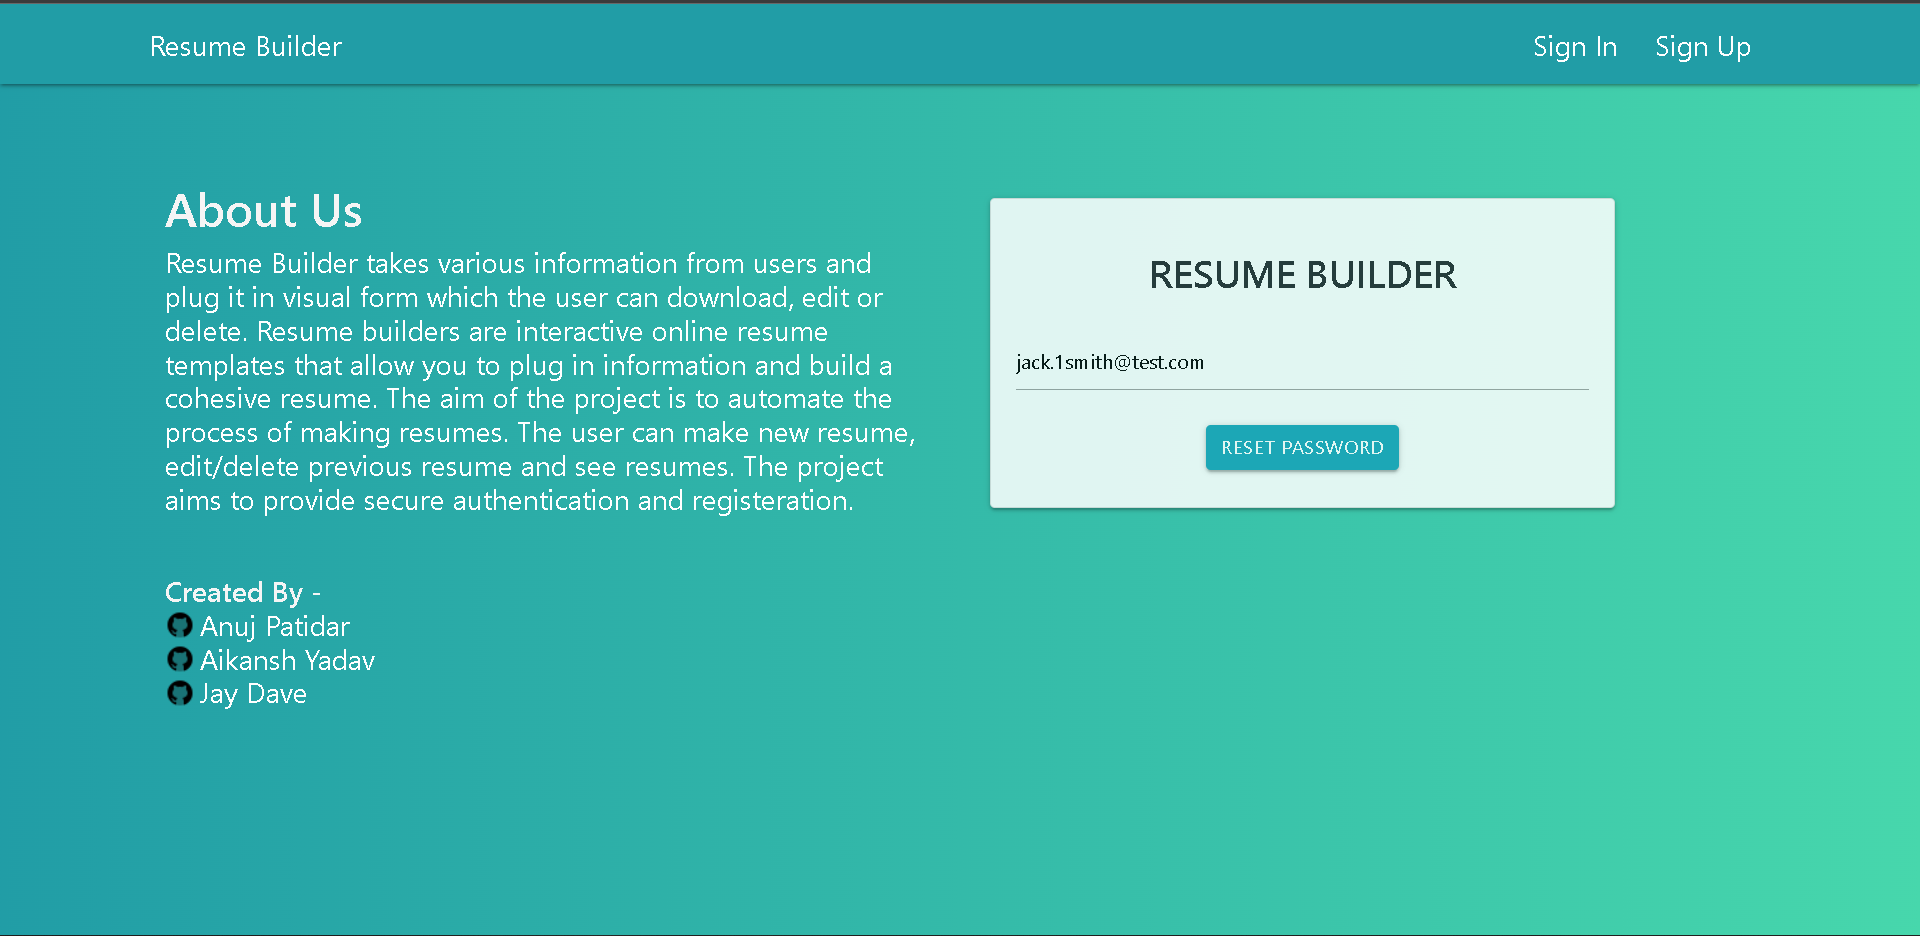 Resume Builder
Sign In
Sign Up
About Us
Resume Builder takes various information from users and
plug it in visual form which the user can download, edit or
delete. Resume builders are interactive online resume
templates that allow you to plug in information and build a
cohesive resume. The aim of the project is to automate the
process of making resumes. The user can make new resume,
edit/delete previous resume and see resumes. The project
aims to provide secure authentication and registeration.
Created By -
Anuj Patidar
Aikansh Yadav
Jay Dave
RESUME BUILDER
jack.1smith@test.com
RESET PASSWORD